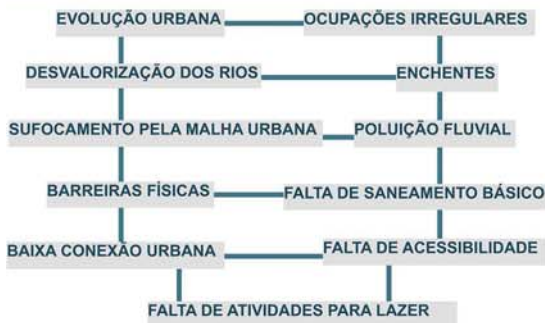 EVOLUÇÃO URBANA
OCUPAÇÕES IRREGULARES
DESVALORIZAÇÃO DOS RIOS
ENCHENTES
SUFOCAMENTO PELA MALHA URBANA
POLUIÇÃO FLUVIAL
BARREIRAS FÍSICAS
FALTA DE SANEAMENTO BÁSICO
BAIXA CONEXÃO URBANA
FALTA DE ACESSIBILIDADE
FALTA DE ATIVIDADES PARA LAZER